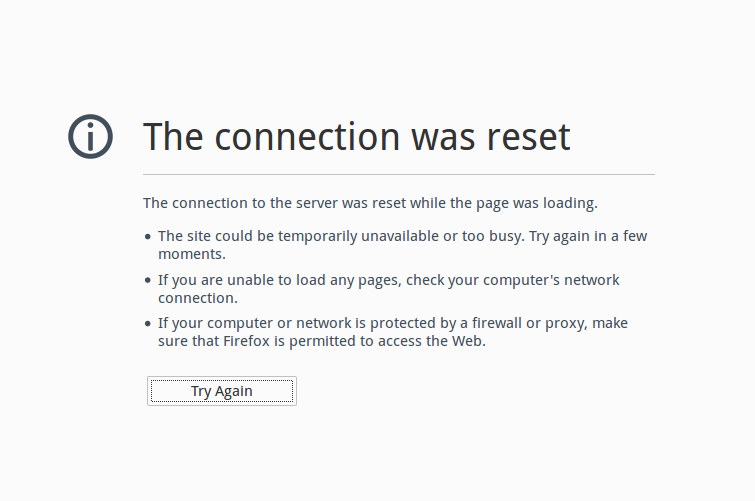 The connection was reset
The connection to the server was reset while the page was loading.
The site could be temporarily unavailable or too busy. Try again in a few
moments.
If you are unable to load any pages, check your computer's network
connection.
If your computer or network is protected by a firewall or proxy, make
sure that Firefox is permitted to access the Web.
Try Again